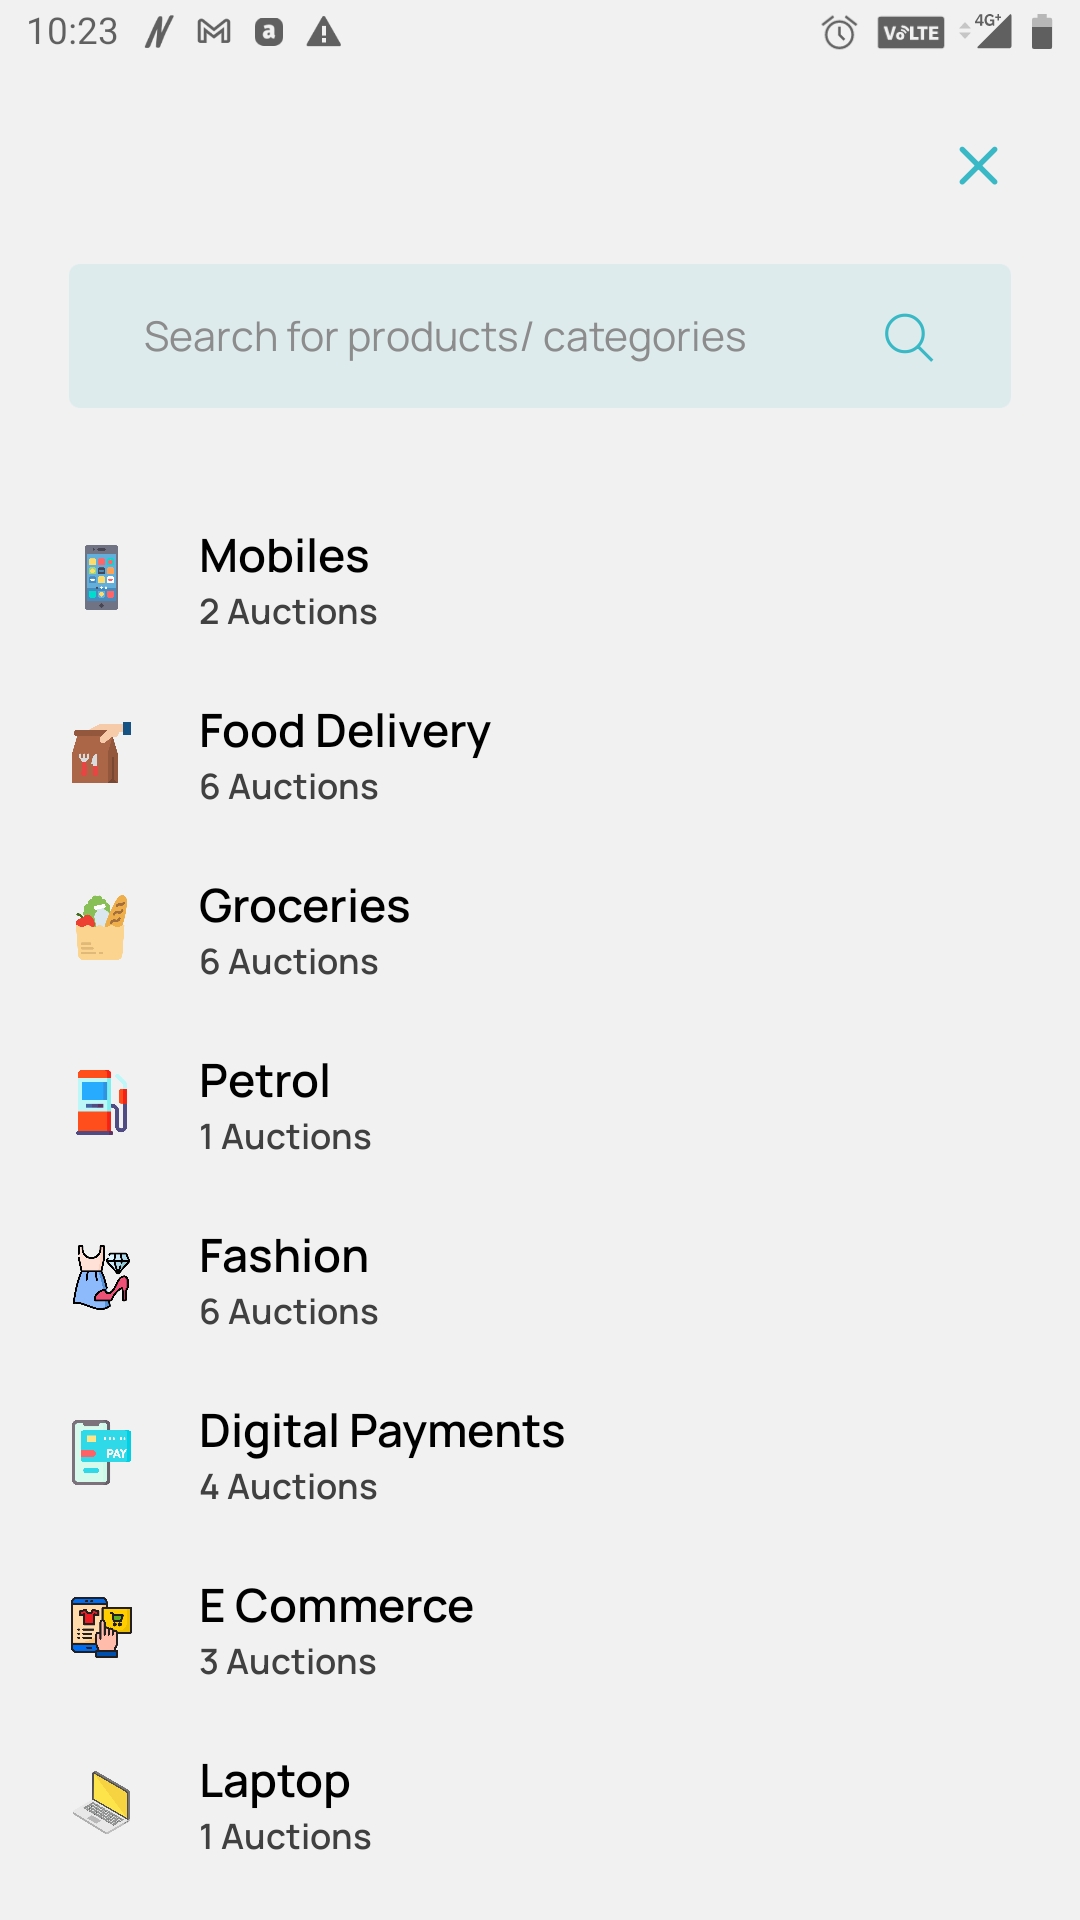 10:23
VoLTE 4G+
Search for products/ categories
Mobiles
2 Auctions
Food Delivery
6 Auctions
Groceries
6 Auctions
Petrol
1 Auctions
Fashion
6 Auctions
Digital Payments
PAY
4 Auctions
E Commerce
3 Auctions
Laptop
1 Auctions